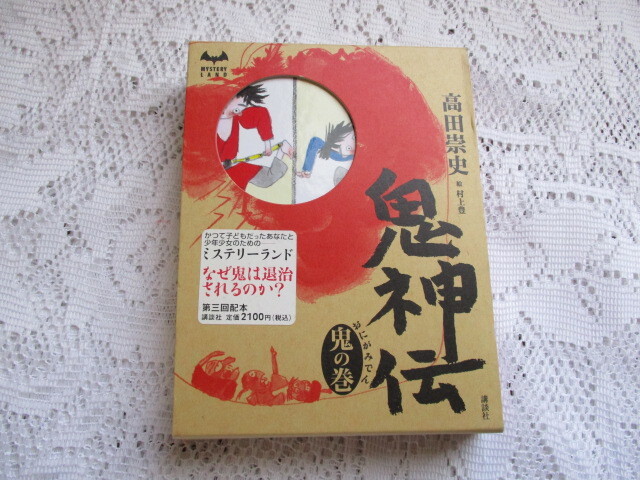 MYSTERY
LAND
高田崇史
絵 村上豊
鬼神伝
おにがみでん
鬼の巻
かつて子どもだったあなたと
少年少女のための――
ミステリーランド
なぜ鬼は退治
されるのか?
第三回配本
講談社 定価2100円(税込)
講談社